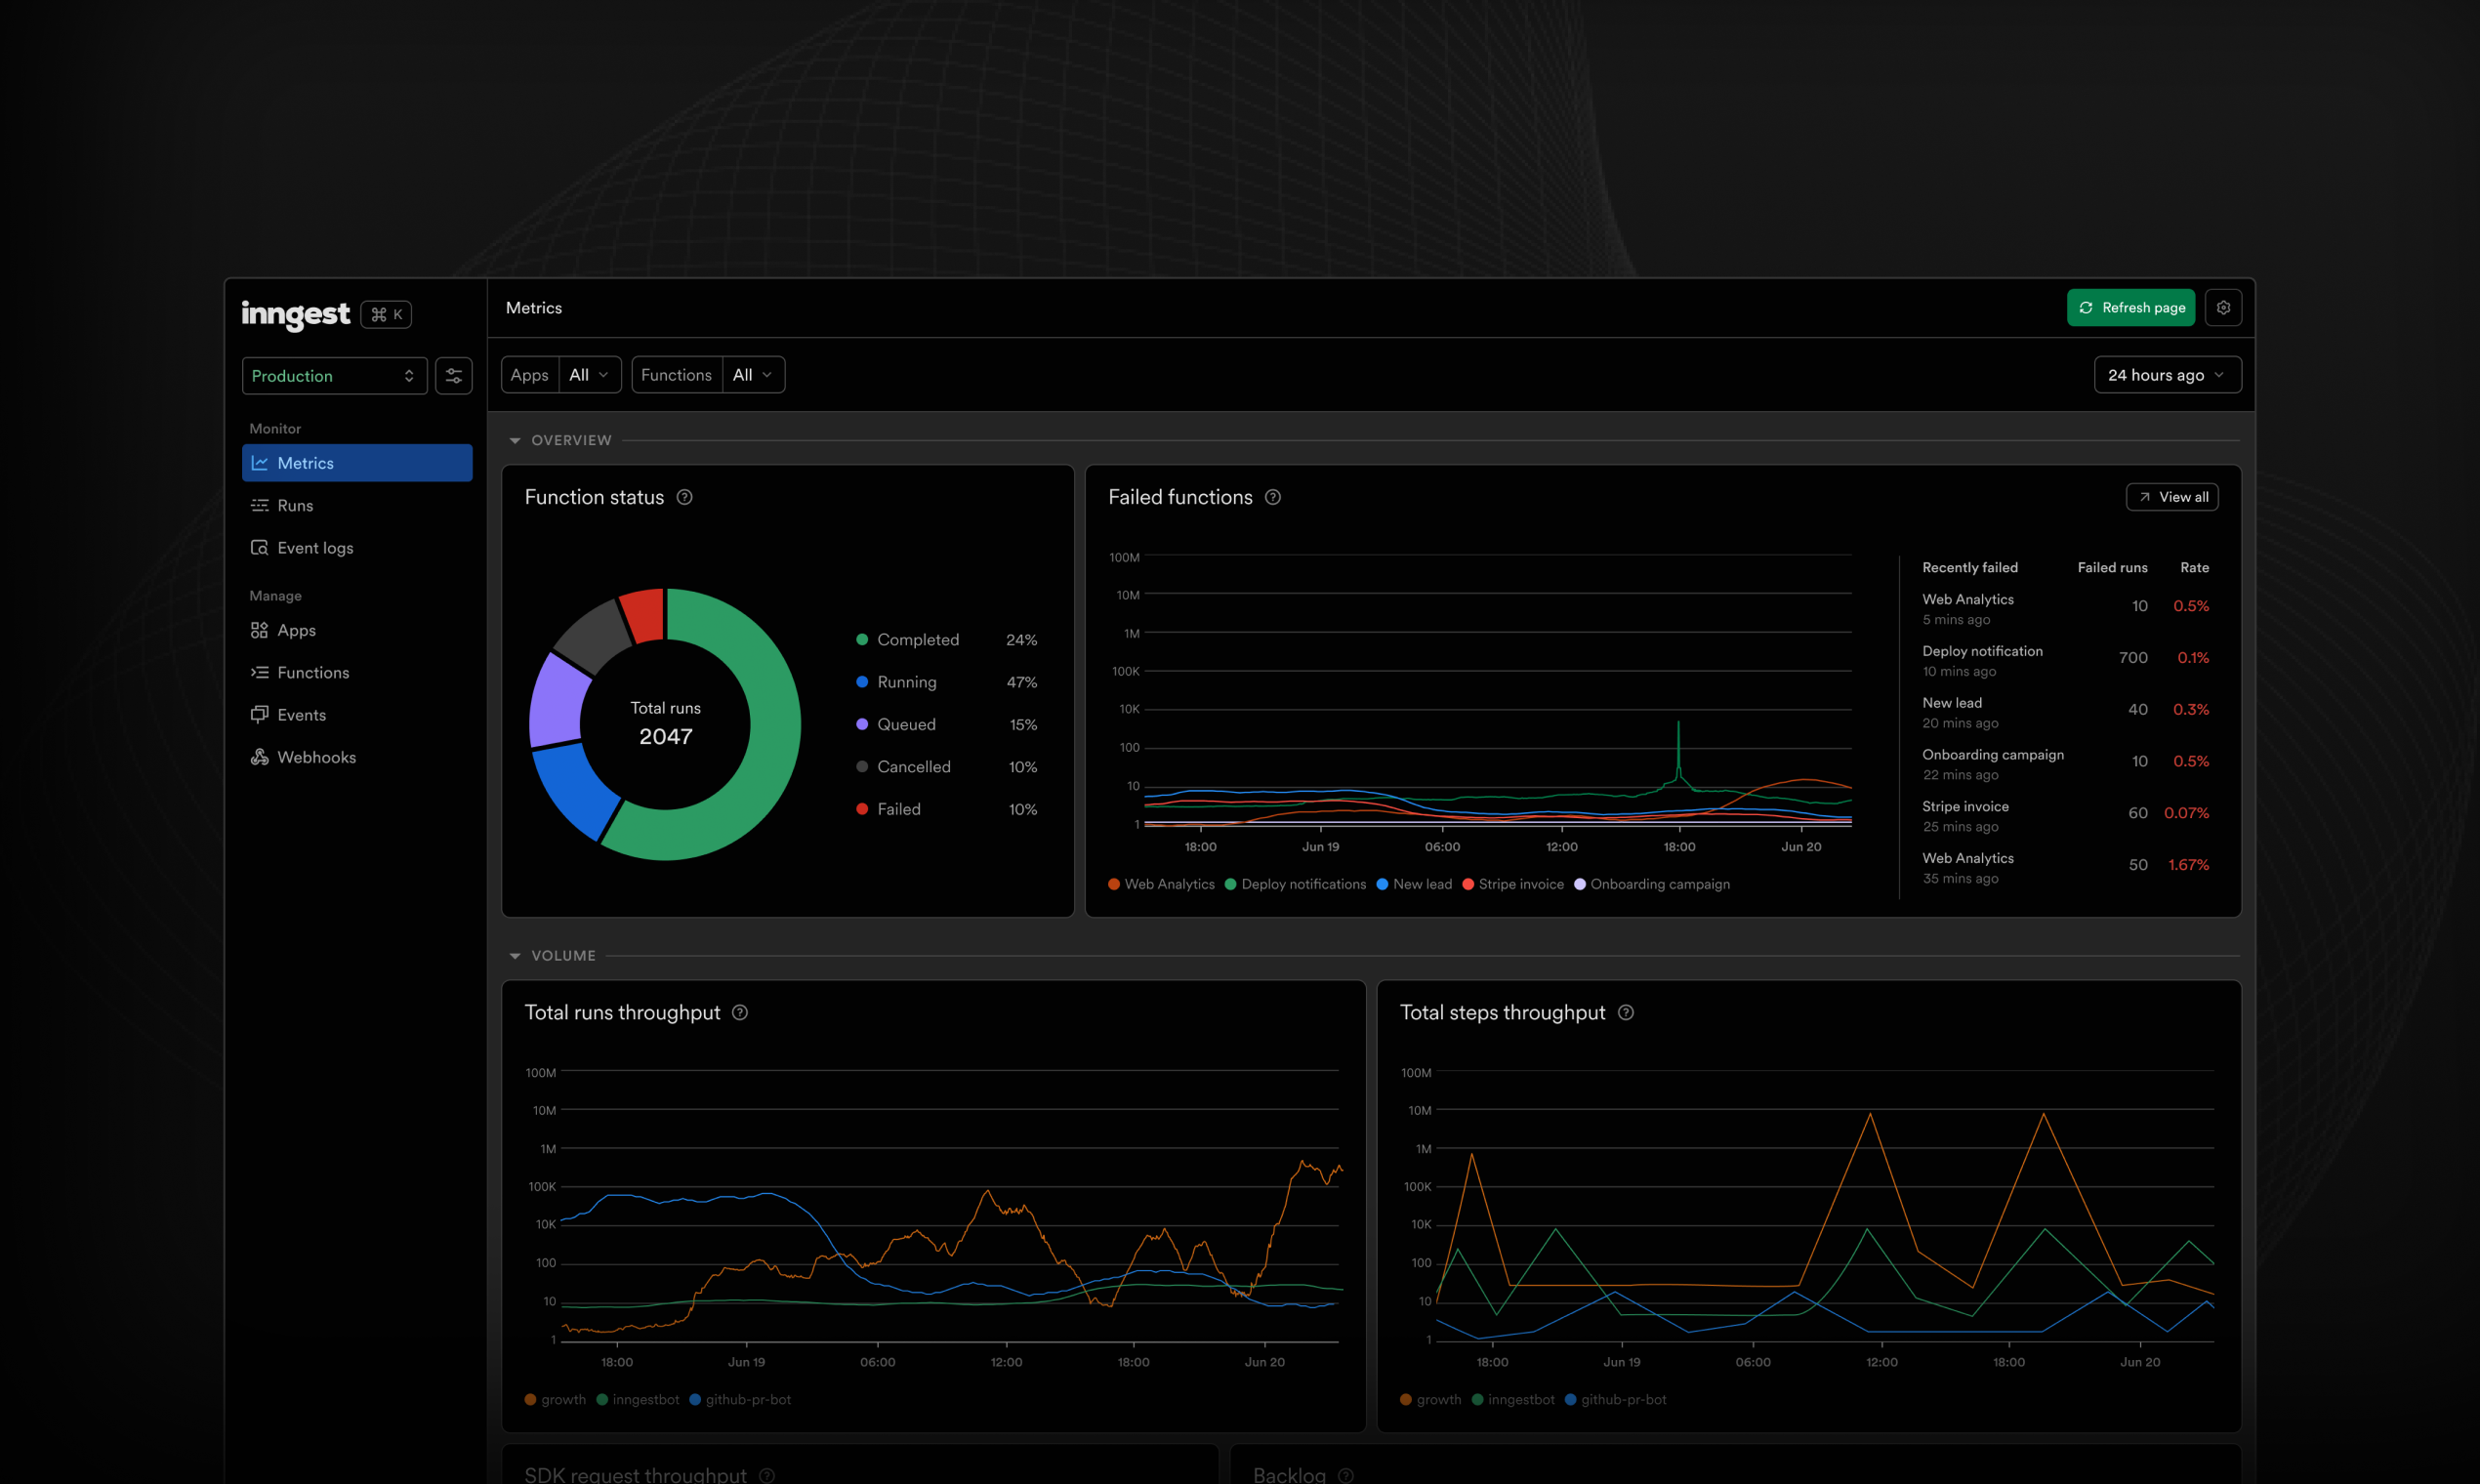 inngest
⌘ K
Production
Monitor
Metrics
Runs
Event logs
Manage
Apps
Functions
Events
Webhooks
Metrics
Refresh page
Apps All Functions All
24 hours ago
OVERVIEW
Function status ?
Total runs
2047
Completed 24%
Running 47%
Queued 15%
Cancelled 10%
Failed 10%
Failed functions ?
View all
100M
10M
1M
100K
10K
100
10
1
18:00 Jun 19 06:00 12:00 18:00 Jun 20
Web Analytics Deploy notifications New lead Stripe invoice Onboarding campaign
Recently failed Failed runs Rate
Web Analytics 10 0.5%
5 mins ago
Deploy notification 700 0.1%
10 mins ago
New lead 40 0.3%
20 mins ago
Onboarding campaign 10 0.5%
22 mins ago
Stripe invoice 60 0.07%
25 mins ago
Web Analytics 50 1.67%
35 mins ago
VOLUME
Total runs throughput ?
100M
10M
1M
100K
10K
100
10
1
18:00 Jun 19 06:00 12:00 18:00 Jun 20
growth inngestbot github-pr-bot
Total steps throughput ?
100M
10M
1M
100K
10K
100
10
1
18:00 Jun 19 06:00 12:00 18:00 Jun 20
growth inngestbot github-pr-bot
SDK request throughput ?
Backlog ?